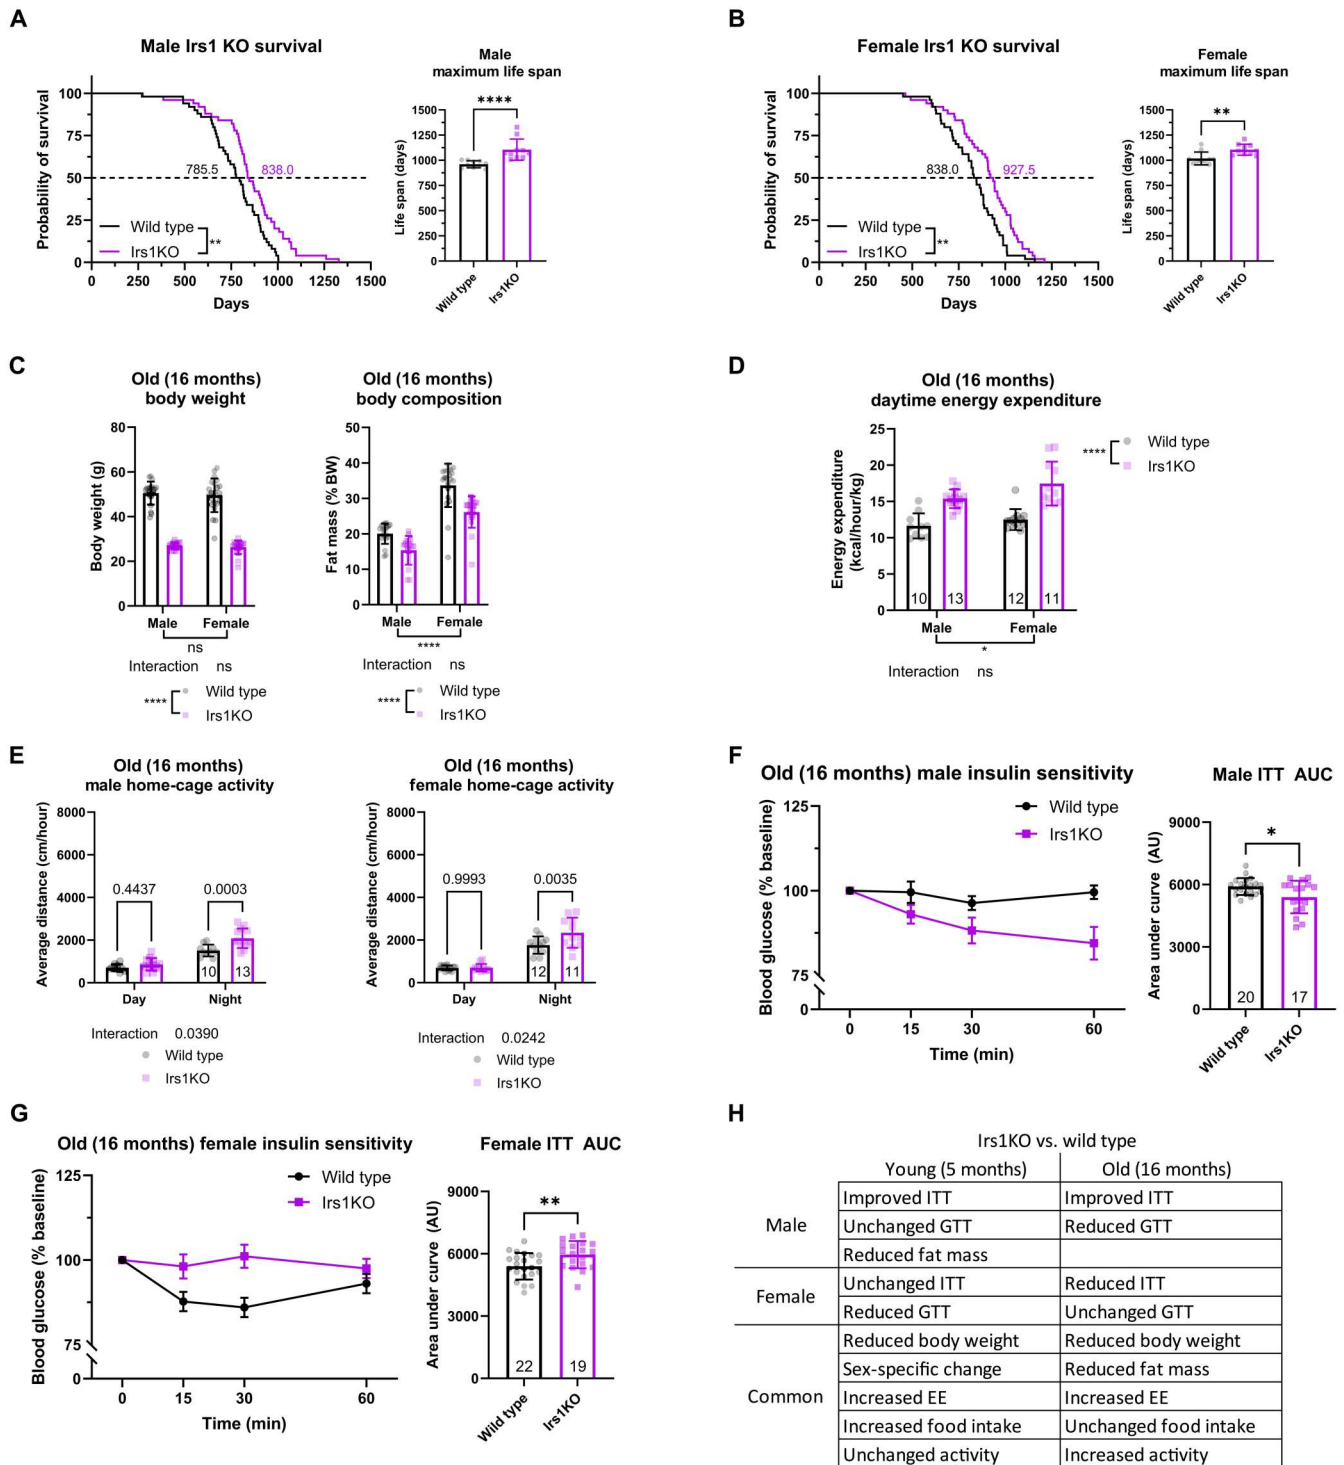 A
Male Irs1 KO survival
Probability of survival
100
75
50
25
0
785.5
838.0
Wild type
Irs1KO
**
0 250 500 750 1000 1250 1500
Days
Male
maximum life span
****
Life span (days)
1500
1250
1000
750
500
250
0
Wild type
Irs1KO
B
Female Irs1 KO survival
Probability of survival
100
75
50
25
0
838.0
927.5
Wild type
Irs1KO
**
0 250 500 750 1000 1250 1500
Days
Female
maximum life span
**
Life span (days)
1500
1250
1000
750
500
250
0
Wild type
Irs1KO
C
Old (16 months)
body weight
Body weight (g)
80
60
40
20
0
Male Female
ns
Interaction ns
**** Wild type
Irs1KO
Old (16 months)
body composition
Fat mass (% BW)
50
40
30
20
10
0
Male Female
****
Interaction ns
**** Wild type
Irs1KO
D
Old (16 months)
daytime energy expenditure
Energy expenditure
(kcal/hour/kg)
25
20
15
10
5
0
10 13 12 11
Male Female
*
Interaction ns
**** Wild type
Irs1KO
E
Old (16 months)
male home-cage activity
Average distance (cm/hour)
8000
6000
4000
2000
0
0.4437 0.0003
10 13
Day Night
Interaction 0.0390
Wild type
Irs1KO
Old (16 months)
female home-cage activity
Average distance (cm/hour)
8000
6000
4000
2000
0
0.9993 0.0035
12 11
Day Night
Interaction 0.0242
Wild type
Irs1KO
F
Old (16 months) male insulin sensitivity
Blood glucose (% baseline)
125
100
75
0
Wild type
Irs1KO
0 15 30 60
Time (min)
Male ITT AUC
*
Area under curve (AU)
9000
6000
3000
0
20 17
Wild type
Irs1KO
G
Old (16 months) female insulin sensitivity
Blood glucose (% baseline)
125
100
75
0
Wild type
Irs1KO
0 15 30 60
Time (min)
Female ITT AUC
**
Area under curve (AU)
9000
6000
3000
0
22 19
Wild type
Irs1KO
H
Irs1KO vs. wild type
Young (5 months) Old (16 months)
Male
Improved ITT Improved ITT
Unchanged GTT Reduced GTT
Reduced fat mass
Female
Unchanged ITT Reduced ITT
Reduced GTT Unchanged GTT
Common
Reduced body weight Reduced body weight
Sex-specific change Reduced fat mass
Increased EE Increased EE
Increased food intake Unchanged food intake
Unchanged activity Increased activity